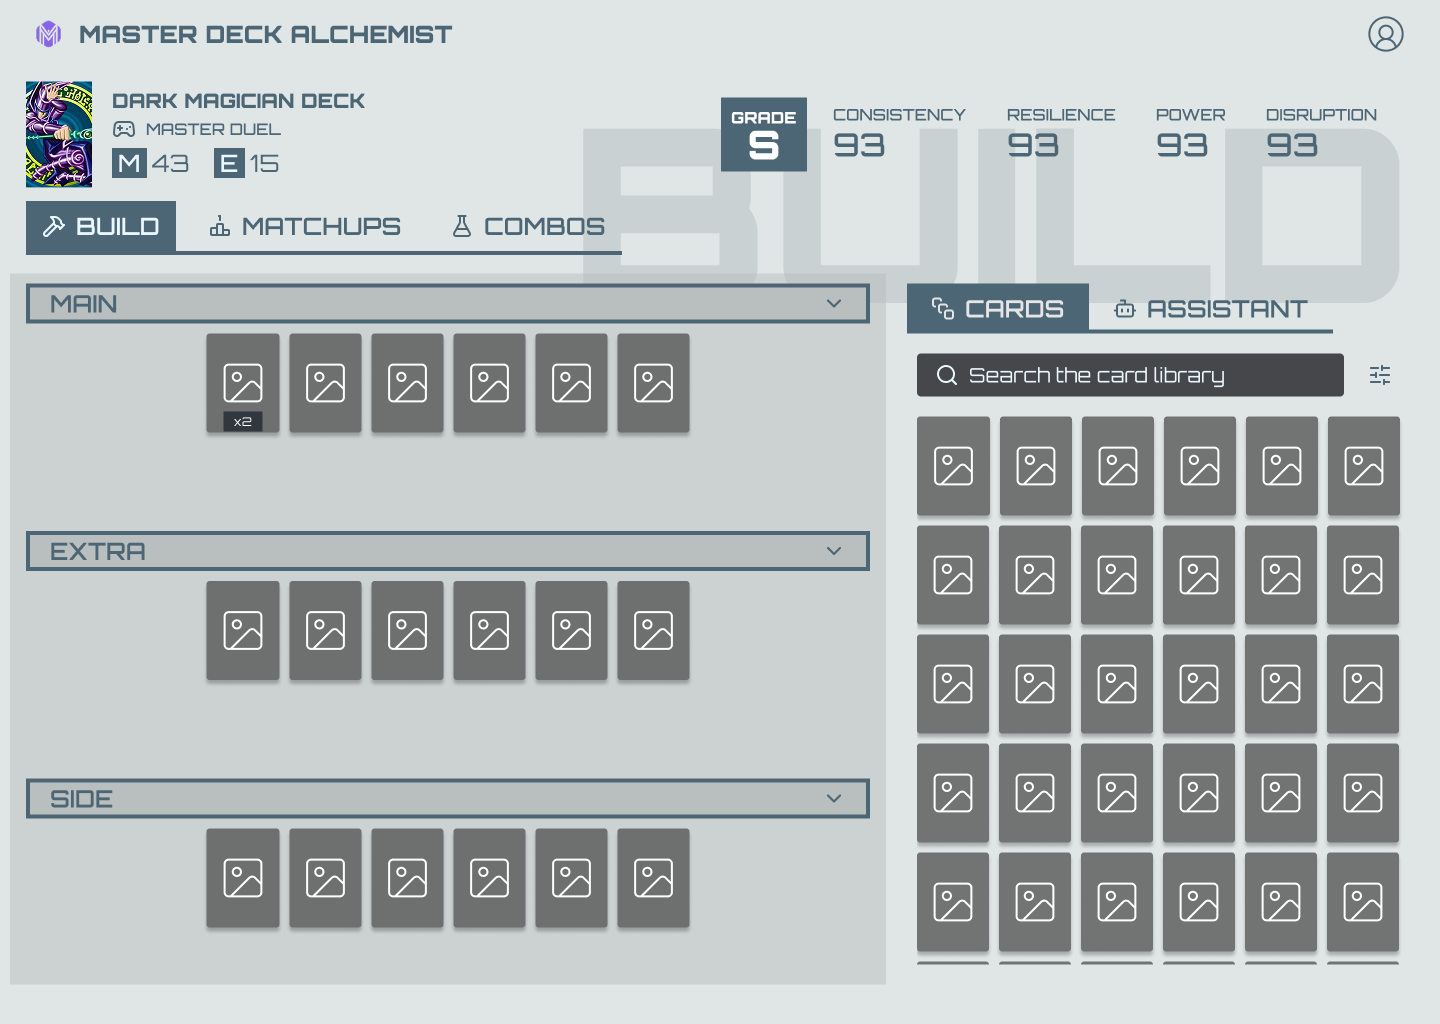 MASTER DECK ALCHEMIST
DARK MAGICIAN DECK
MASTER DUEL
M 43 E 15
GRADE
S
CONSISTENCY
93
RESILIENCE
93
POWER
93
DISRUPTION
93
BUILD
BUILD MATCHUPS COMBOS
MAIN
x2
EXTRA
SIDE
CARDS ASSISTANT
Search the card library